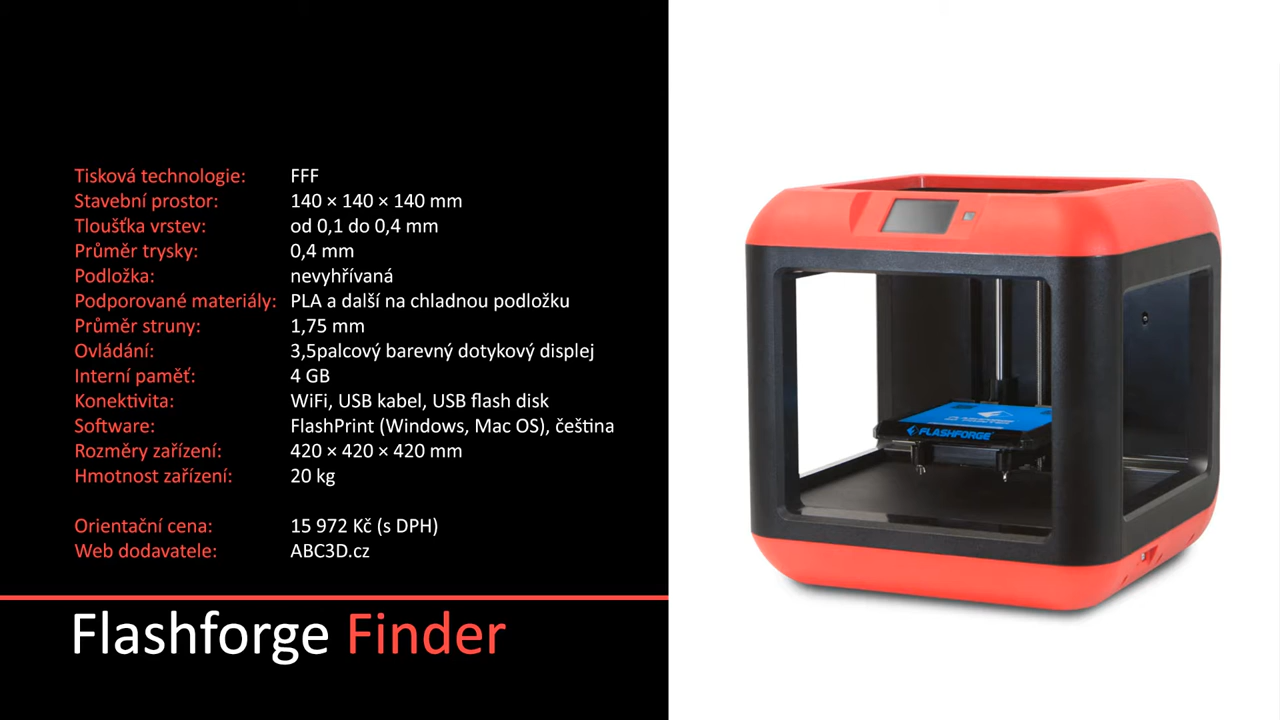 Tisková technologie: FFF
Stavební prostor: 140 × 140 × 140 mm
Tloušťka vrstev: od 0,1 do 0,4 mm
Průměr trysky: 0,4 mm
Podložka: nevyhřívaná
Podporované materiály: PLA a další na chladnou podložku
Průměr struny: 1,75 mm
Ovládání: 3,5palcový barevný dotykový displej
Interní paměť: 4 GB
Konektivita: WiFi, USB kabel, USB flash disk
Software: FlashPrint (Windows, Mac OS), čeština
Rozměry zařízení: 420 × 420 × 420 mm
Hmotnost zařízení: 20 kg
Orientační cena: 15 972 Kč (s DPH)
Web dodavatele: ABC3D.cz
Flashforge Finder
FLASHFORGE